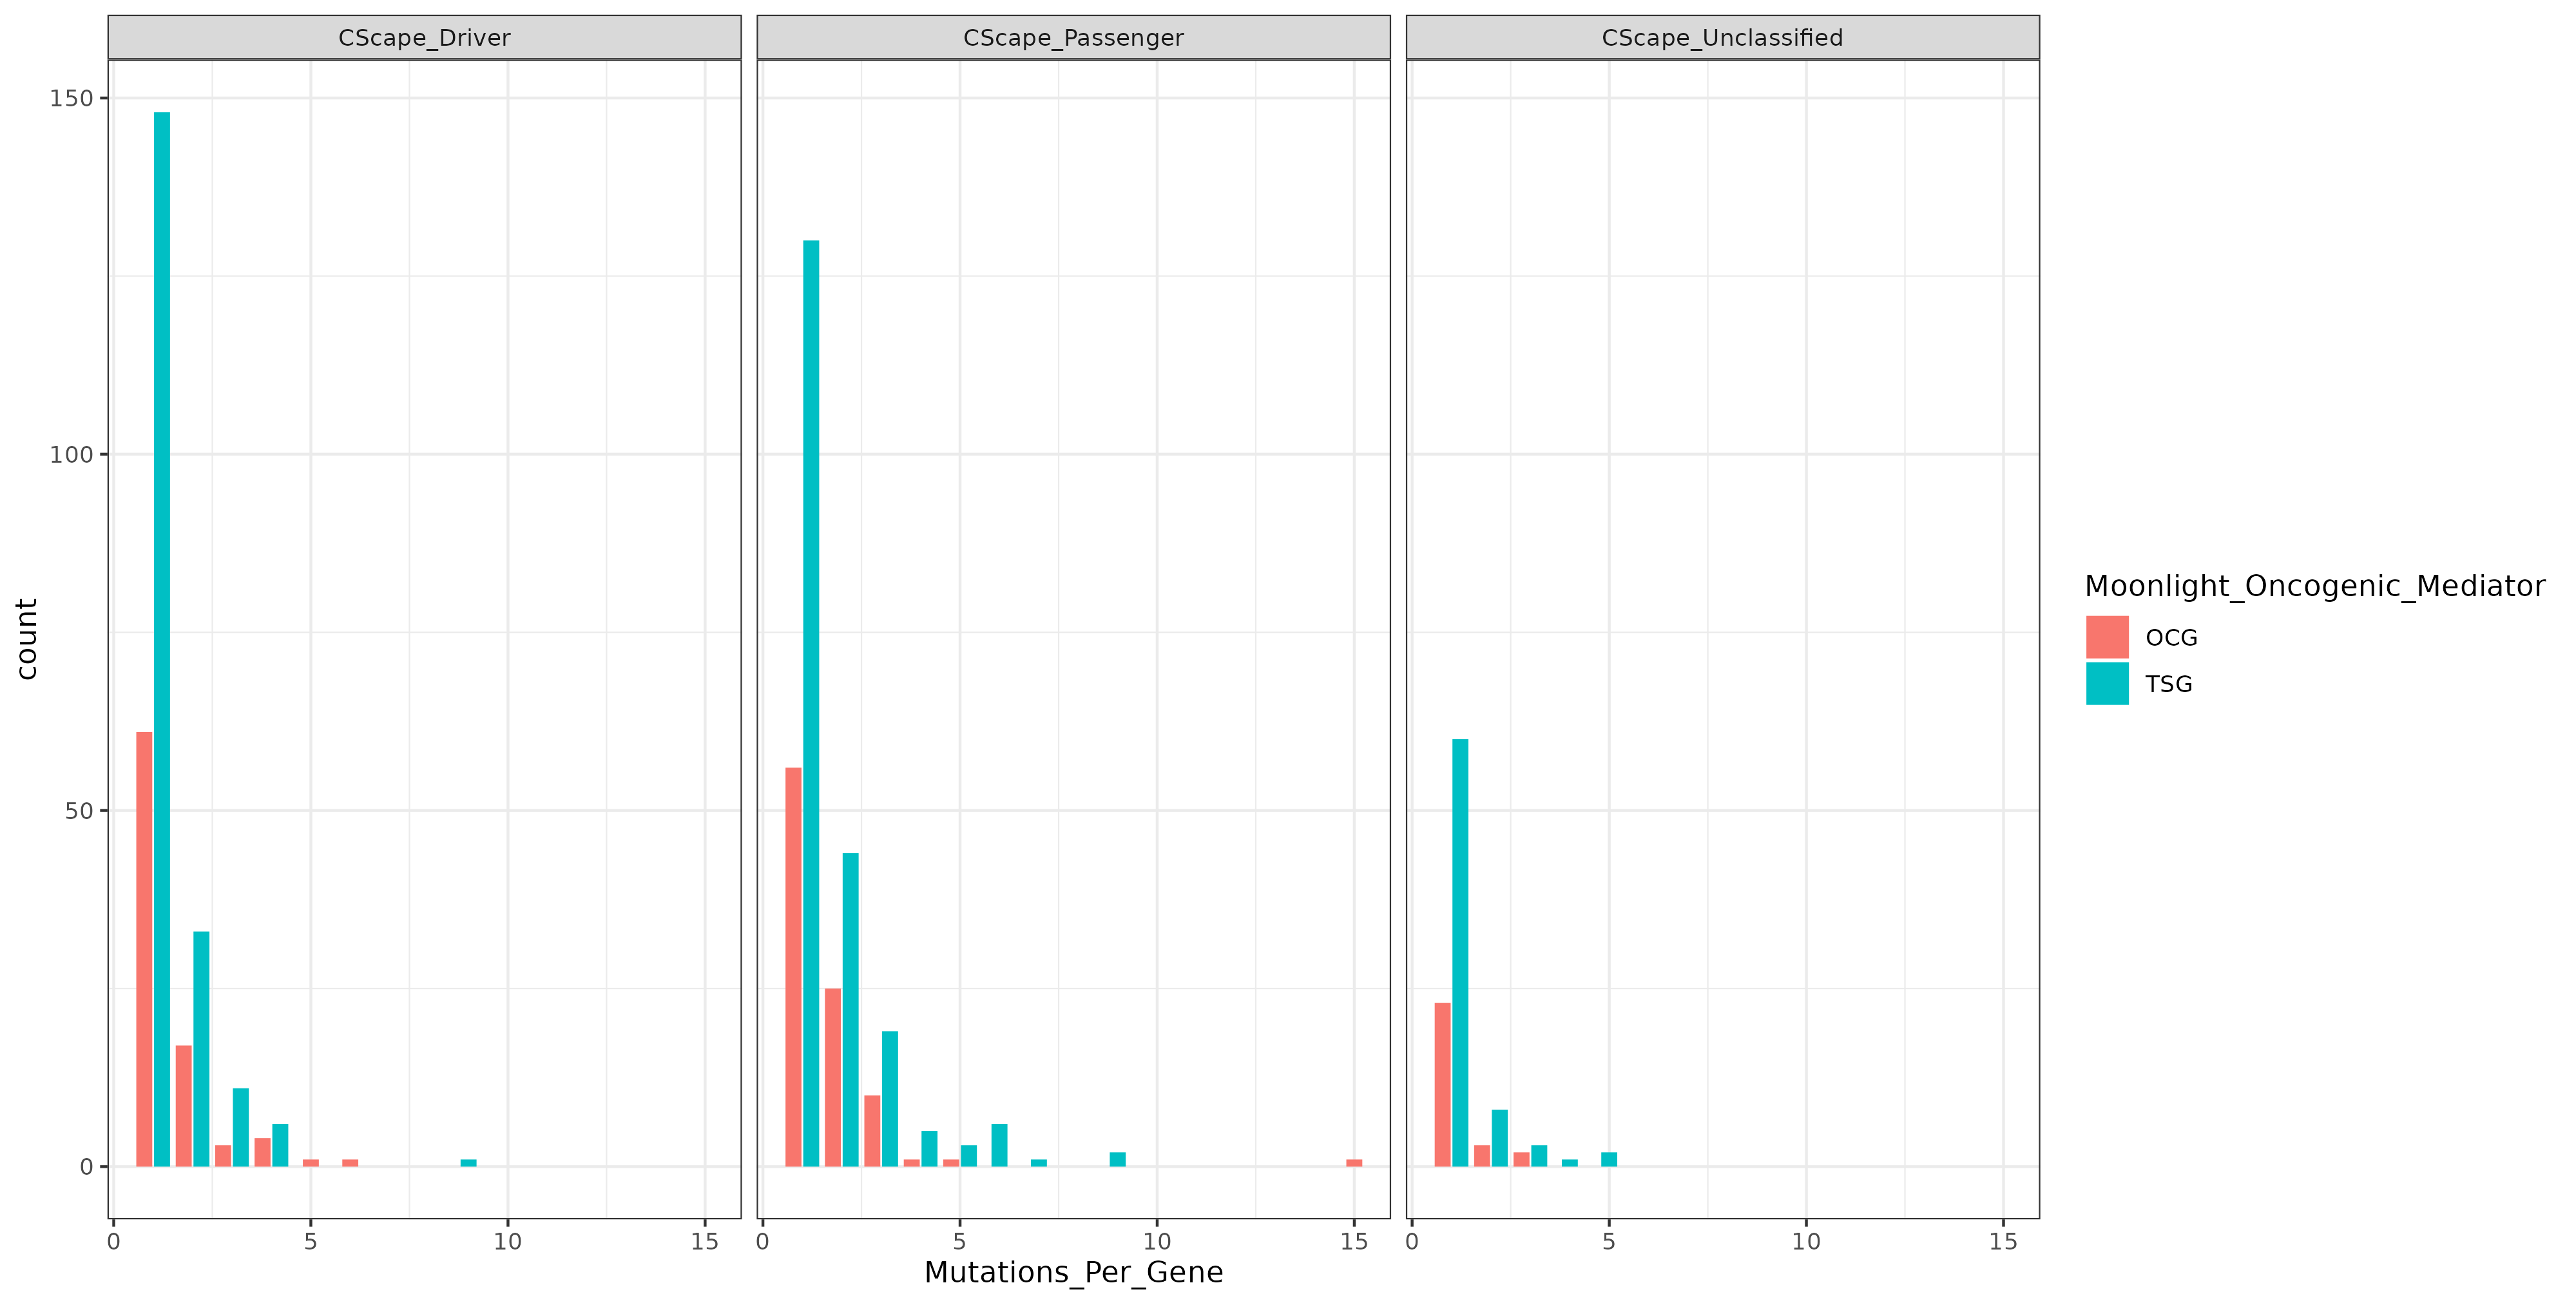 CScape_Driver
CScape_Passenger
CScape_Unclassified
150
100
50
0
count
0 5 10 15
0 5 10 15
0 5 10 15
Mutations_Per_Gene
Moonlight_Oncogenic_Mediator
OCG
TSG